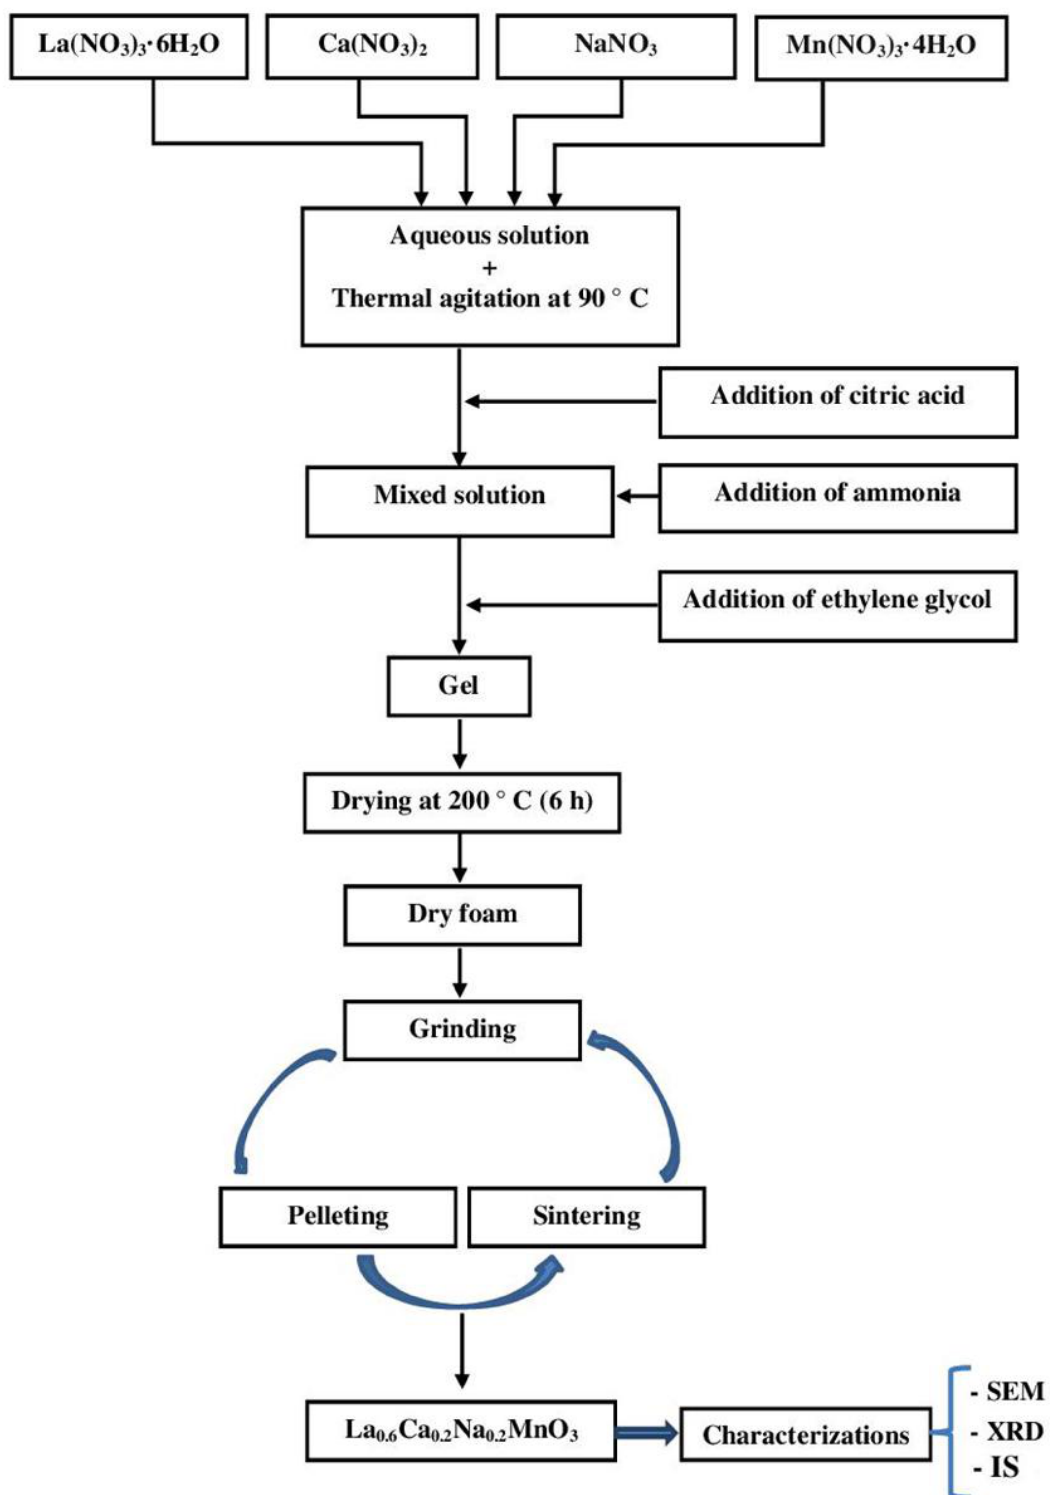 La(NO₃)₃·6H₂O
Ca(NO₃)₂
NaNO₃
Mn(NO₃)₃·4H₂O
Aqueous solution
+
Thermal agitation at 90 ° C
Addition of citric acid
Mixed solution
Addition of ammonia
Addition of ethylene glycol
Gel
Drying at 200 ° C (6 h)
Dry foam
Grinding
Pelleting
Sintering
La₀.₆Ca₀.₂Na₀.₂MnO₃
Characterizations
- SEM
- XRD
- IS